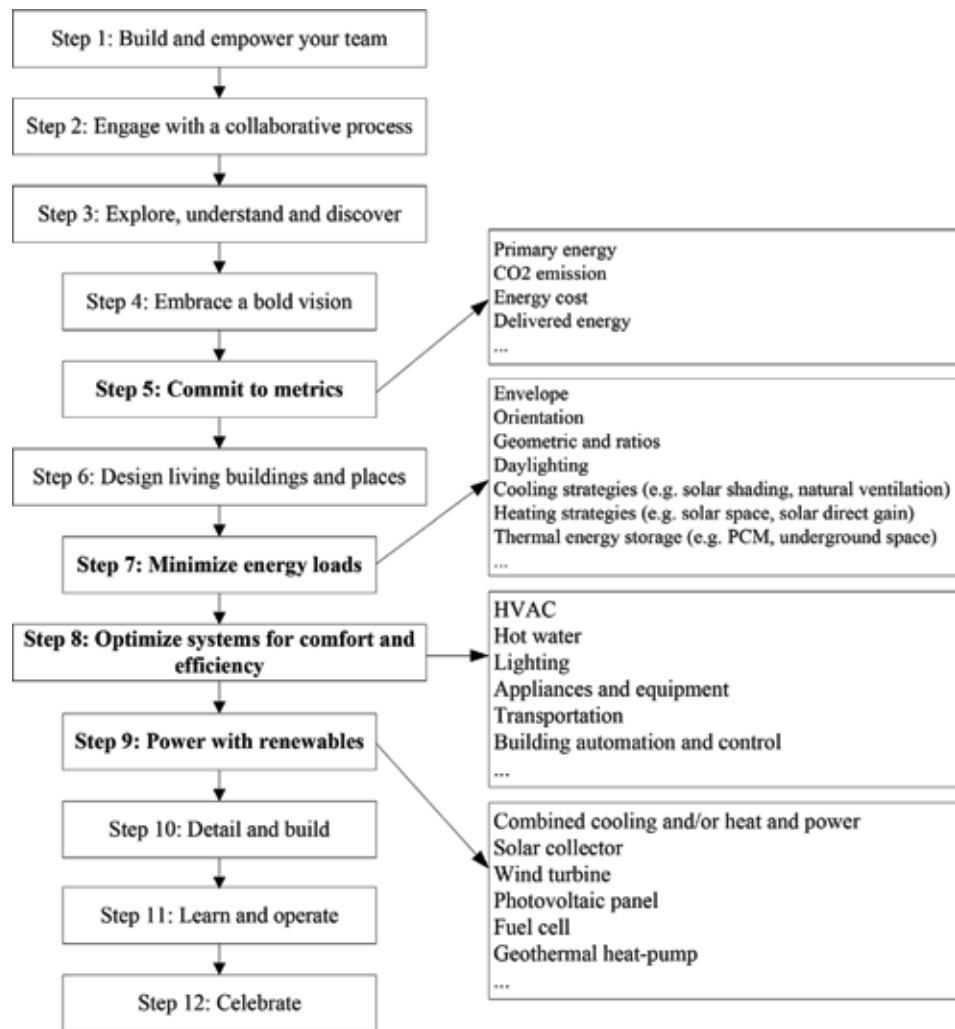 Step 1: Build and empower your team
Step 2: Engage with a collaborative process
Step 3: Explore, understand and discover
Step 4: Embrace a bold vision
Step 5: Commit to metrics
Step 6: Design living buildings and places
Step 7: Minimize energy loads
Step 8: Optimize systems for comfort and
efficiency
Step 9: Power with renewables
Step 10: Detail and build
Step 11: Learn and operate
Step 12: Celebrate
Primary energy
CO2 emission
Energy cost
Delivered energy
...
Envelope
Orientation
Geometric and ratios
Daylighting
Cooling strategies (e.g. solar shading, natural ventilation)
Heating strategies (e.g. solar space, solar direct gain)
Thermal energy storage (e.g. PCM, underground space)
...
HVAC
Hot water
Lighting
Appliances and equipment
Transportation
Building automation and control
...
Combined cooling and/or heat and power
Solar collector
Wind turbine
Photovoltaic panel
Fuel cell
Geothermal heat-pump
...